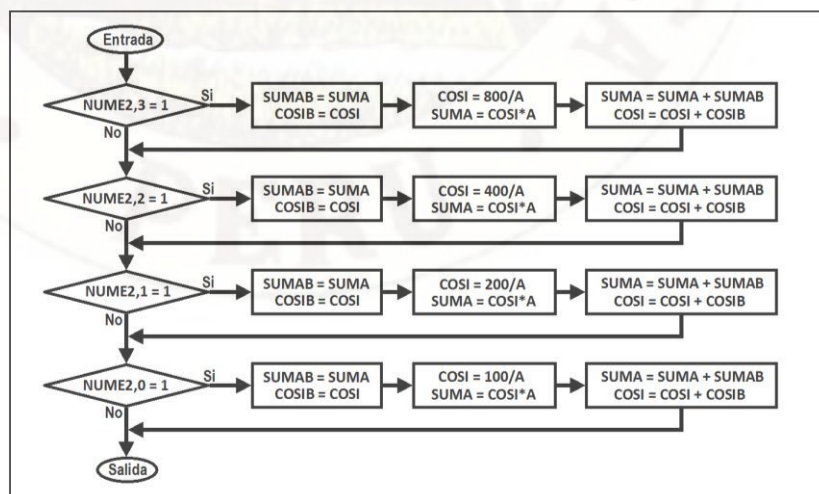 Entrada
NUME2,3 = 1
Si
SUMAB = SUMA
COSIB = COSI
COSI = 800/A
SUMA = COSI*A
SUMA = SUMA + SUMAB
COSI = COSI + COSIB
No
NUME2,2 = 1
Si
SUMAB = SUMA
COSIB = COSI
COSI = 400/A
SUMA = COSI*A
SUMA = SUMA + SUMAB
COSI = COSI + COSIB
No
NUME2,1 = 1
Si
SUMAB = SUMA
COSIB = COSI
COSI = 200/A
SUMA = COSI*A
SUMA = SUMA + SUMAB
COSI = COSI + COSIB
No
NUME2,0 = 1
Si
SUMAB = SUMA
COSIB = COSI
COSI = 100/A
SUMA = COSI*A
SUMA = SUMA + SUMAB
COSI = COSI + COSIB
No
Salida
PERU